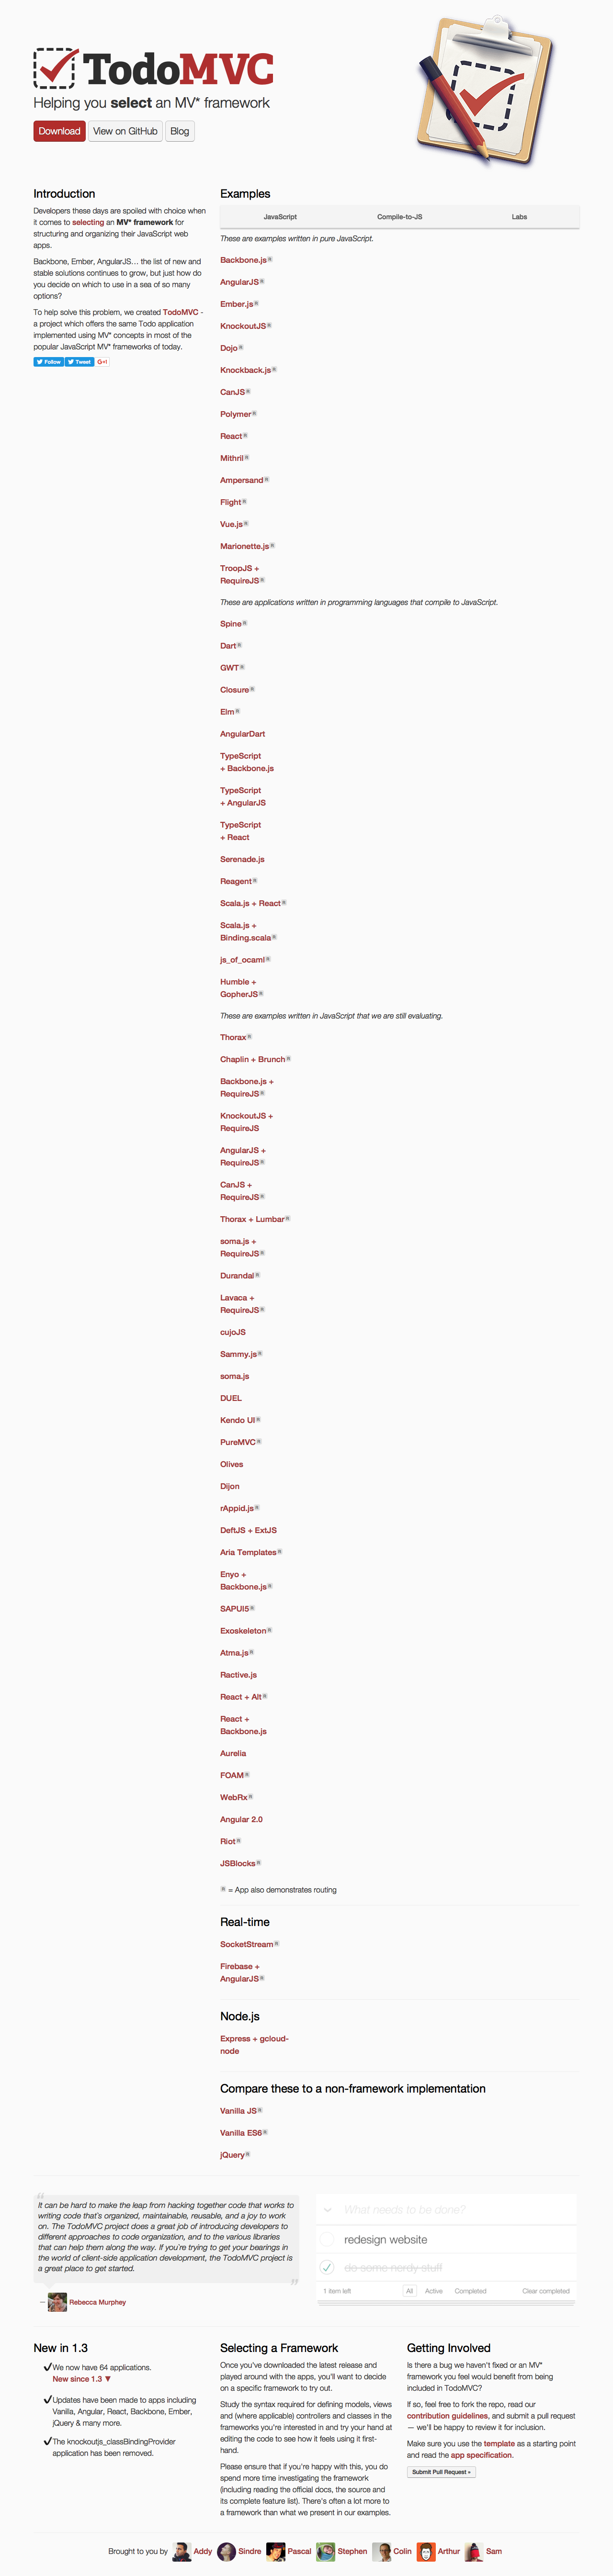 TodoMVC
Helping you select an MV* framework
Download View on GitHub Blog
Introduction
Developers these days are spoiled with choice when
it comes to selecting an MV* framework for
structuring and organizing their JavaScript web
apps.
Backbone, Ember, AngularJS… the list of new and
stable solutions continues to grow, but just how do
you decide on which to use in a sea of so many
options?
To help solve this problem, we created TodoMVC -
a project which offers the same Todo application
implemented using MV* concepts in most of the
popular JavaScript MV* frameworks of today.
Follow Tweet G+1
Examples
JavaScript Compile-to-JS Labs
These are examples written in pure JavaScript.
Backbone.js R
AngularJS R
Ember.js R
KnockoutJS R
Dojo R
Knockback.js R
CanJS R
Polymer R
React R
Mithril R
Ampersand R
Flight R
Vue.js R
Marionette.js R
TroopJS +
RequireJS R
These are applications written in programming languages that compile to JavaScript.
Spine R
Dart R
GWT R
Closure R
Elm R
AngularDart
TypeScript
+ Backbone.js
TypeScript
+ AngularJS
TypeScript
+ React
Serenade.js
Reagent R
Scala.js + React R
Scala.js +
Binding.scala R
js_of_ocaml R
Humble +
GopherJS R
These are examples written in JavaScript that we are still evaluating.
Thorax R
Chaplin + Brunch R
Backbone.js +
RequireJS R
KnockoutJS +
RequireJS
AngularJS +
RequireJS R
CanJS +
RequireJS R
Thorax + Lumbar R
soma.js +
RequireJS R
Durandal R
Lavaca +
RequireJS R
cujoJS
Sammy.js R
soma.js
DUEL
Kendo UI R
PureMVC R
Olives
Dijon
rAppid.js R
DeftJS + ExtJS
Aria Templates R
Enyo +
Backbone.js R
SAPUI5 R
Exoskeleton R
Atma.js R
Ractive.js
React + Alt R
React +
Backbone.js
Aurelia
FOAM R
WebRx R
Angular 2.0
Riot R
JSBlocks R
R = App also demonstrates routing
Real-time
SocketStream R
Firebase +
AngularJS R
Node.js
Express + gcloud-
node
Compare these to a non-framework implementation
Vanilla JS R
Vanilla ES6 R
jQuery R
“
It can be hard to make the leap from hacking together code that works to
writing code that's organized, maintainable, reusable, and a joy to work
on. The TodoMVC project does a great job of introducing developers to
different approaches to code organization, and to the various libraries
that can help them along the way. If you're trying to get your bearings in
the world of client-side application development, the TodoMVC project is
a great place to get started.
”
— Rebecca Murphey
What needs to be done?
redesign website
do some nerdy stuff
1 item left All Active Completed Clear completed
New in 1.3
We now have 64 applications.
New since 1.3 ▼
Updates have been made to apps including
Vanilla, Angular, React, Backbone, Ember,
jQuery & many more.
The knockoutjs_classBindingProvider
application has been removed.
Selecting a Framework
Once you've downloaded the latest release and
played around with the apps, you'll want to decide
on a specific framework to try out.
Study the syntax required for defining models, views
and (where applicable) controllers and classes in the
frameworks you're interested in and try your hand at
editing the code to see how it feels using it first-
hand.
Please ensure that if you're happy with this, you do
spend more time investigating the framework
(including reading the official docs, the source and
its complete feature list). There's often a lot more to
a framework than what we present in our examples.
Getting Involved
Is there a bug we haven't fixed or an MV*
framework you feel would benefit from being
included in TodoMVC?
If so, feel free to fork the repo, read our
contribution guidelines, and submit a pull request
— we'll be happy to review it for inclusion.
Make sure you use the template as a starting point
and read the app specification.
Submit Pull Request »
Brought to you by Addy Sindre Pascal Stephen Colin Arthur Sam